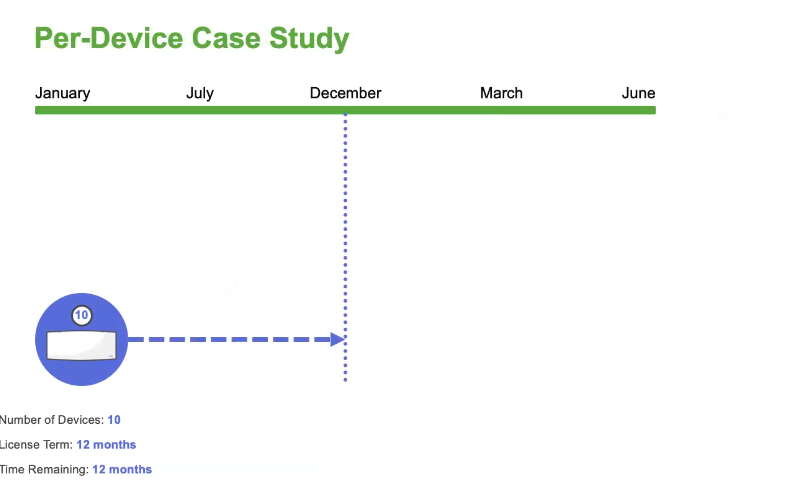 Per-Device Case Study
January July December March June
10
Number of Devices: 10
License Term: 12 months
Time Remaining: 12 months